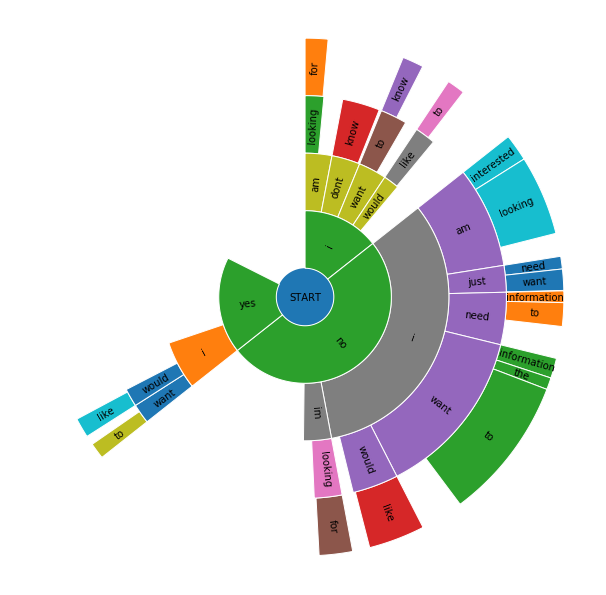 START
i
am
looking
for
dont
know
want
to
know
would
like
to
no
i
am
interested
looking
just
need
want
need
information
to
want
information
the
to
would
like
im
looking
for
yes
i
would
like
want
to